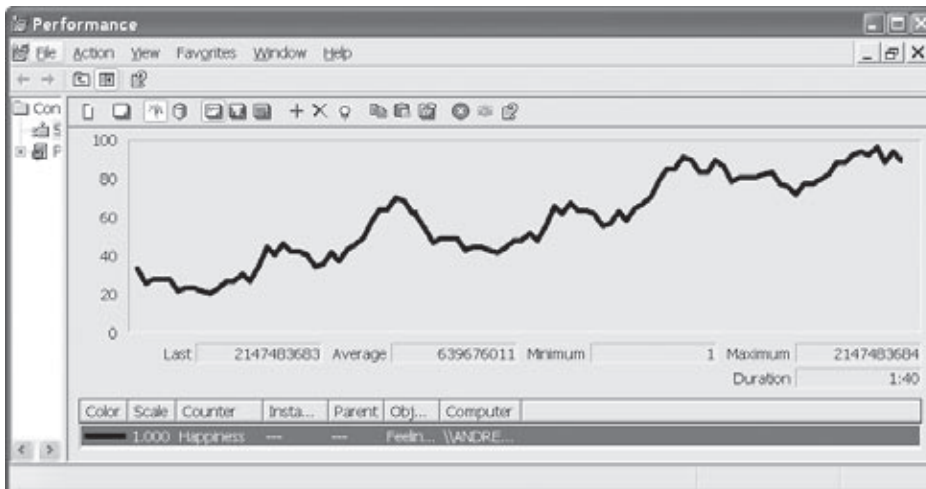 Performance
File Action View Favorites Window Help
Con
S
P
100
80
60
40
20
0
Last 2147483683 Average 639676011 Minimum 1 Maximum 2147483684
Duration 1:40
Color Scale Counter Insta... Parent Obj... Computer
1.000 Happiness --- --- Feelin... \\ANDRE...